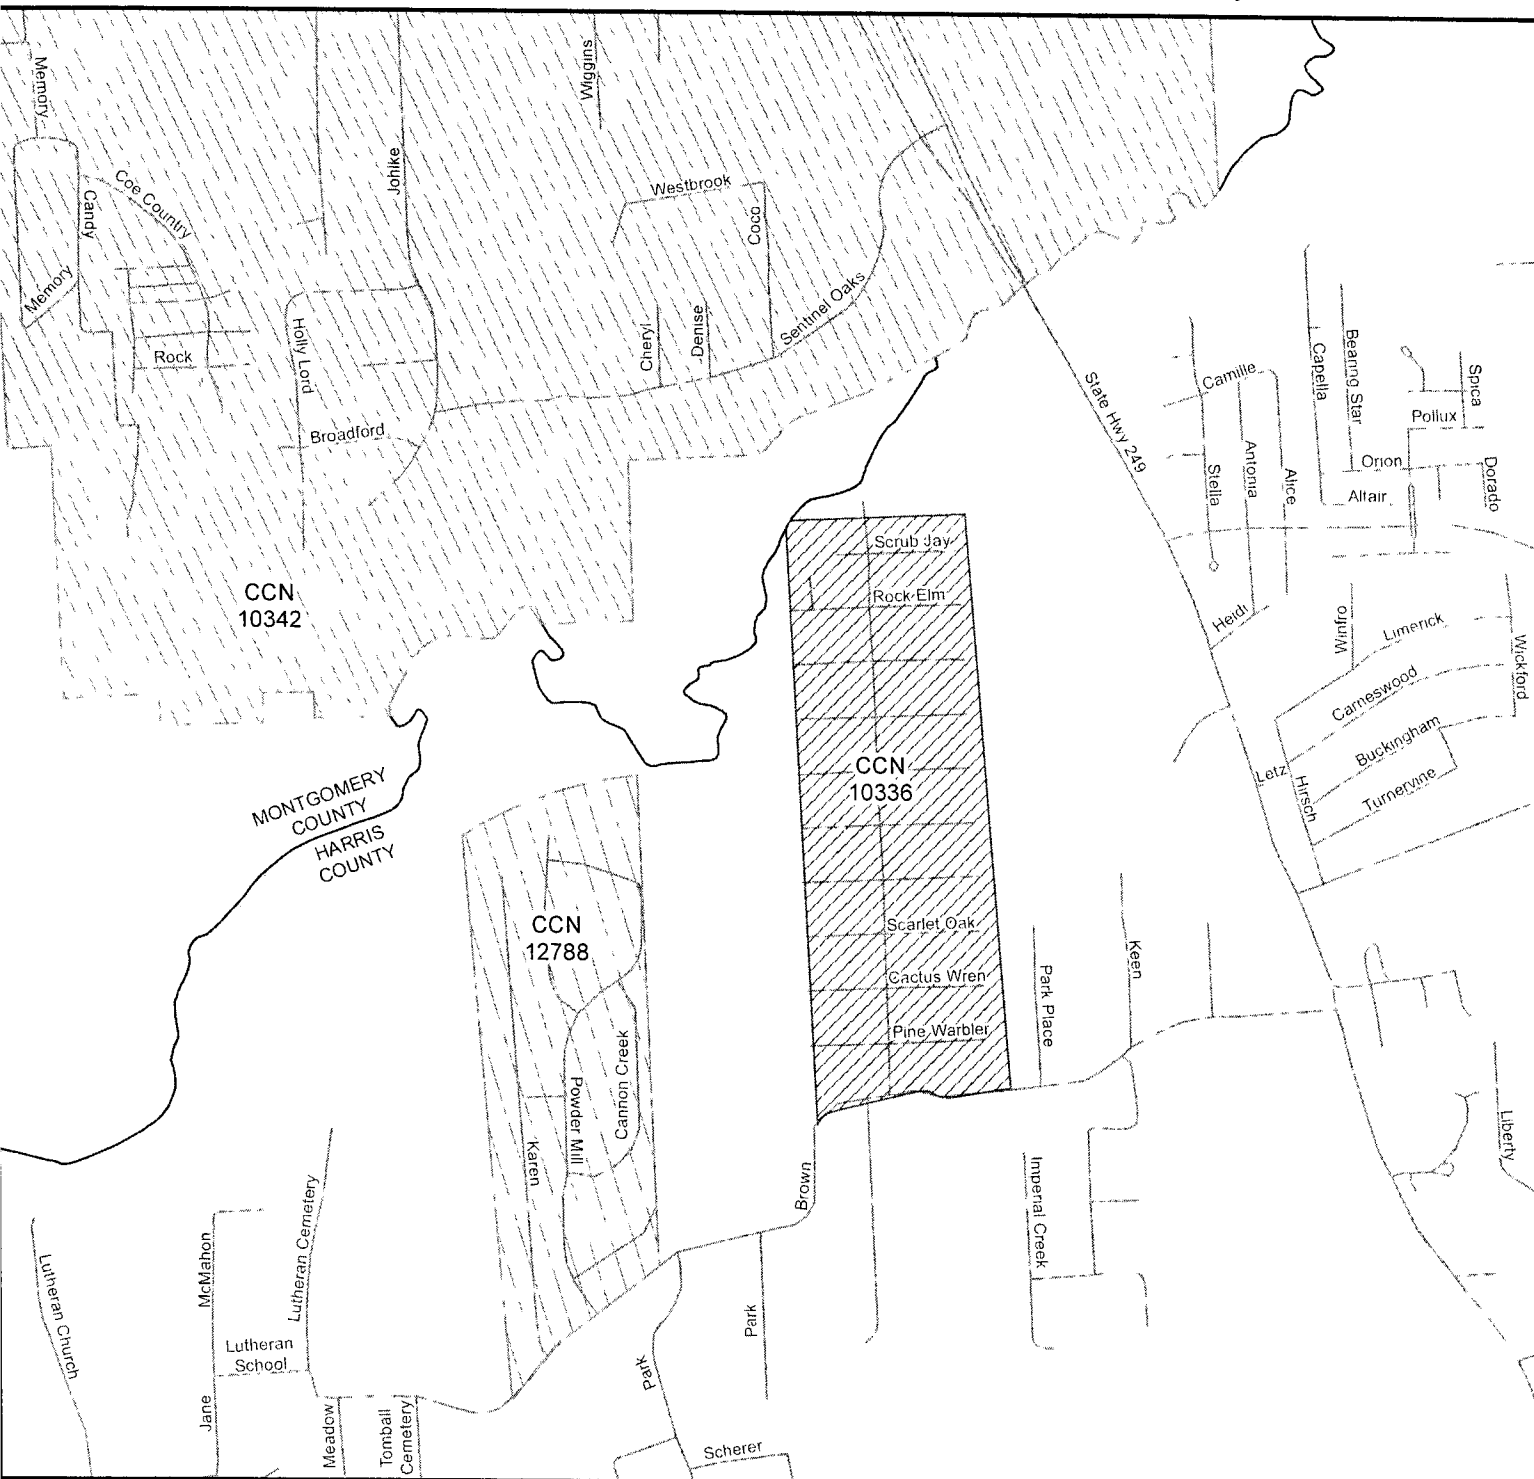 Memory
Wiggins
Johlke
Candy
Coe Country
Westbrook
Coco
Memory
Sentinel Oaks
Holly Lord
Cheryl
Denise
Rock
Broadford
State Hwy 249
Camille
Capella
Bearing Star
Spica
Pollux
Orion
Altair
Dorado
Stella
Antonia
Alice
Scrub Jay
Rock Elm
CCN
10342
Heidi
Winfro
Limerick
Wickford
Carneswood
Buckingham
Letz
Hirsch
Turnervine
CCN
10336
MONTGOMERY
COUNTY
HARRIS
COUNTY
CCN
12788
Scarlet Oak
Cactus Wren
Pine Warbler
Park Place
Keen
Karen
Powder Mill
Cannon Creek
Brown
Imperial Creek
Liberty
Lutheran Church
McMahon
Lutheran Cemetery
Lutheran
School
Jane
Meadow
Tomball
Cemetery
Park
Park
Scherer